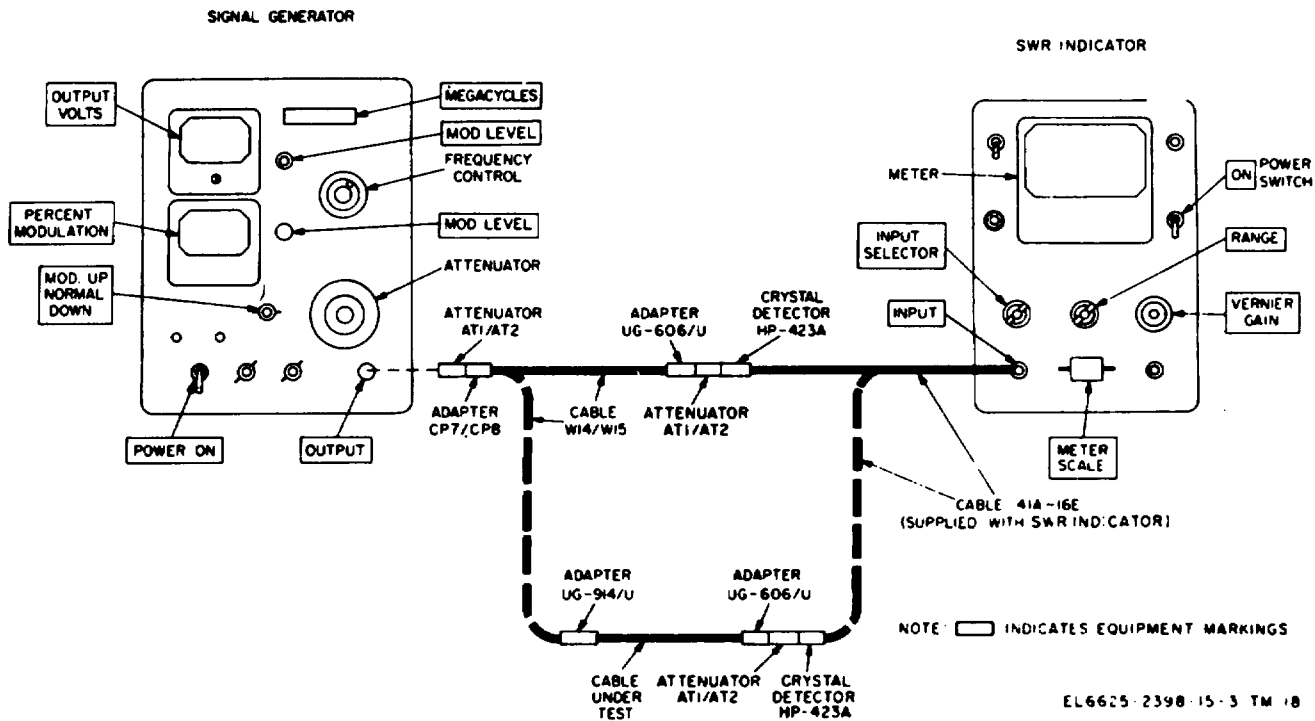 SIGNAL GENERATOR
SWR INDICATOR
OUTPUT
VOLTS
MEGACYCLES
MOD LEVEL
FREQUENCY
CONTROL
PERCENT
MODULATION
MOD LEVEL
ATTENUATOR
MOD. UP
NORMAL
DOWN
METER
ON
POWER
SWITCH
INPUT
SELECTOR
RANGE
INPUT
VERNIER
GAIN
ATTENUATOR
AT1/AT2
ADAPTER
UG-606/U
CRYSTAL
DETECTOR
HP-423A
POWER ON
OUTPUT
ADAPTER
CP7/CP8
CABLE
W14/W15
ATTENUATOR
AT1/AT2
METER
SCALE
CABLE 41A-16E
(SUPPLIED WITH SWR INDICATOR)
ADAPTER
UG-914/U
ADAPTER
UG-606/U
NOTE: INDICATES EQUIPMENT MARKINGS
CABLE
UNDER
TEST
ATTENUATOR
AT1/AT2
CRYSTAL
DETECTOR
HP-423A
EL6625-2398-15-3 TM 18